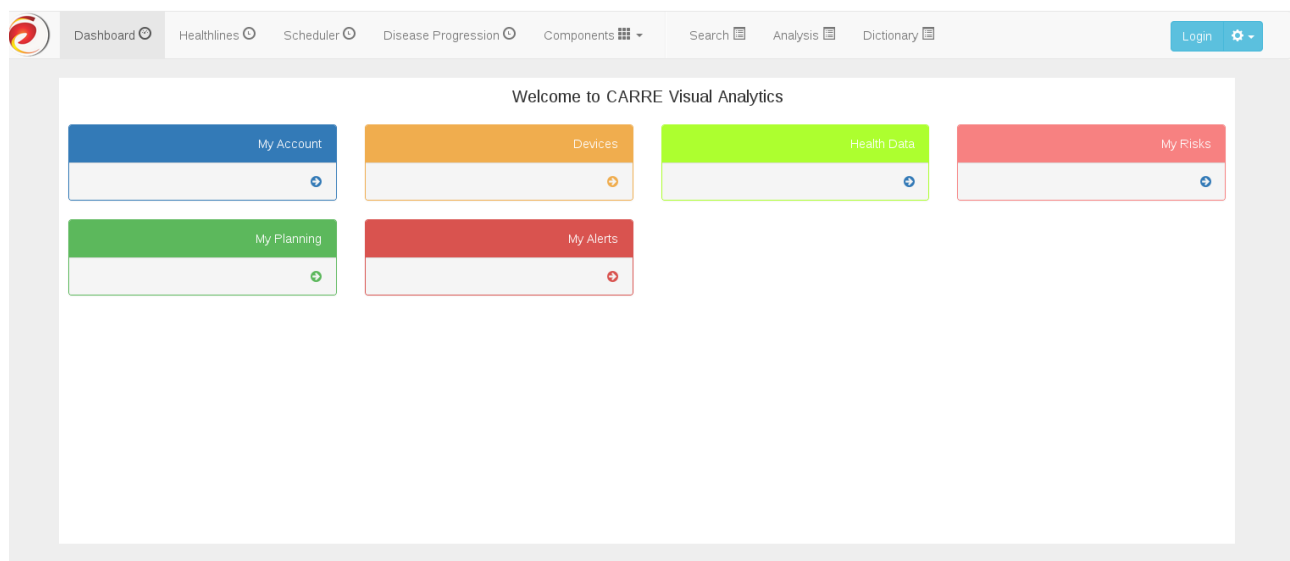 Dashboard Healthlines Scheduler Disease Progression Components Search Analysis Dictionary Login
Welcome to CARRE Visual Analytics
My Account Devices Health Data My Risks
My Planning My Alerts